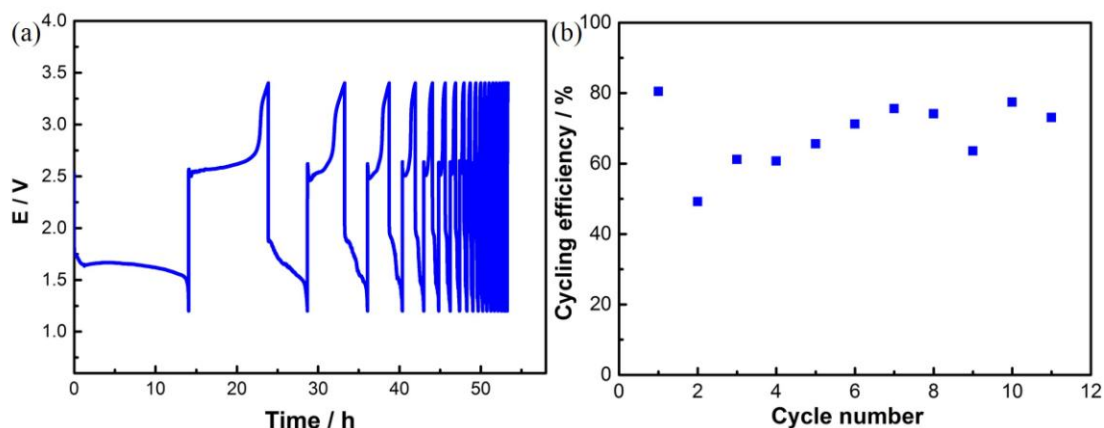 (a)
4.0
3.5
3.0
2.5
2.0
1.5
1.0
E / V
0 10 20 30 40 50
Time / h
(b)
100
80
60
40
20
0
Cycling efficiency / %
0 2 4 6 8 10 12
Cycle number